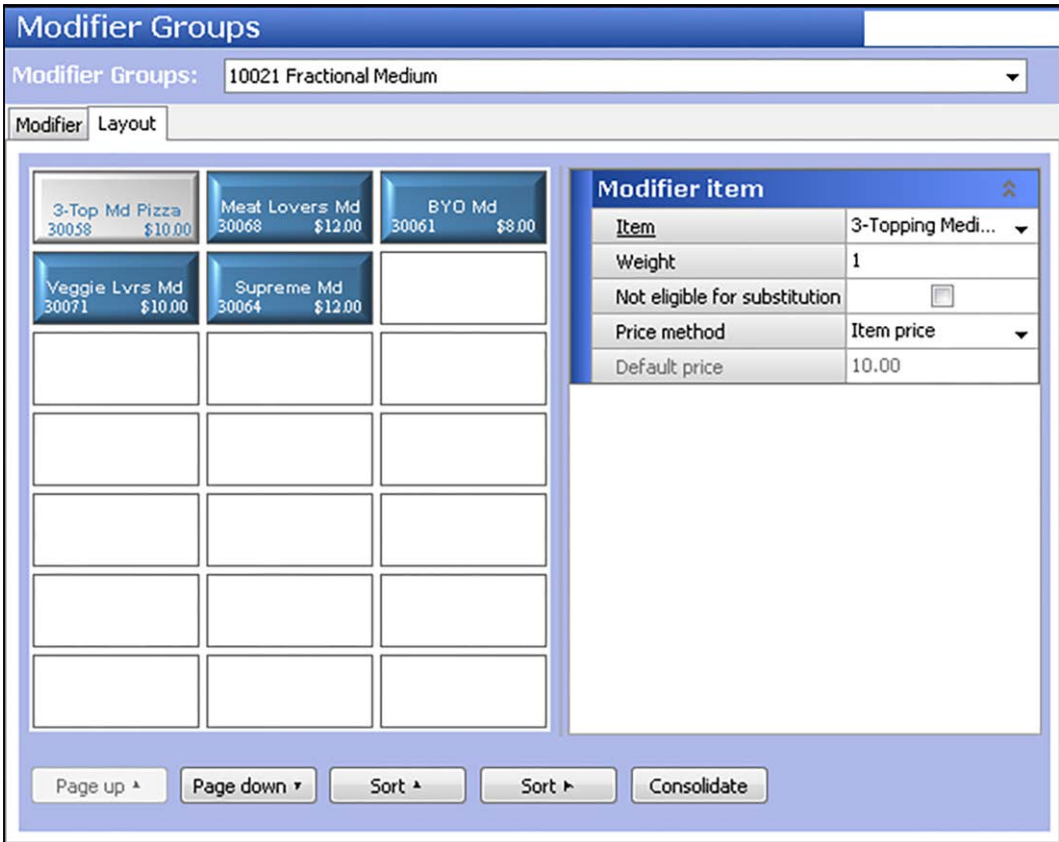 Modifier Groups
Modifier Groups: 10021 Fractional Medium
Modifier Layout
3-Top Md Pizza
30058 $10.00
Meat Lovers Md
30068 $12.00
BYO Md
30061 $8.00
Veggie Lvrs Md
30071 $10.00
Supreme Md
30064 $12.00
Modifier item
Item 3-Topping Medi...
Weight 1
Not eligible for substitution
Price method Item price
Default price 10.00
Page up Page down Sort Sort Consolidate